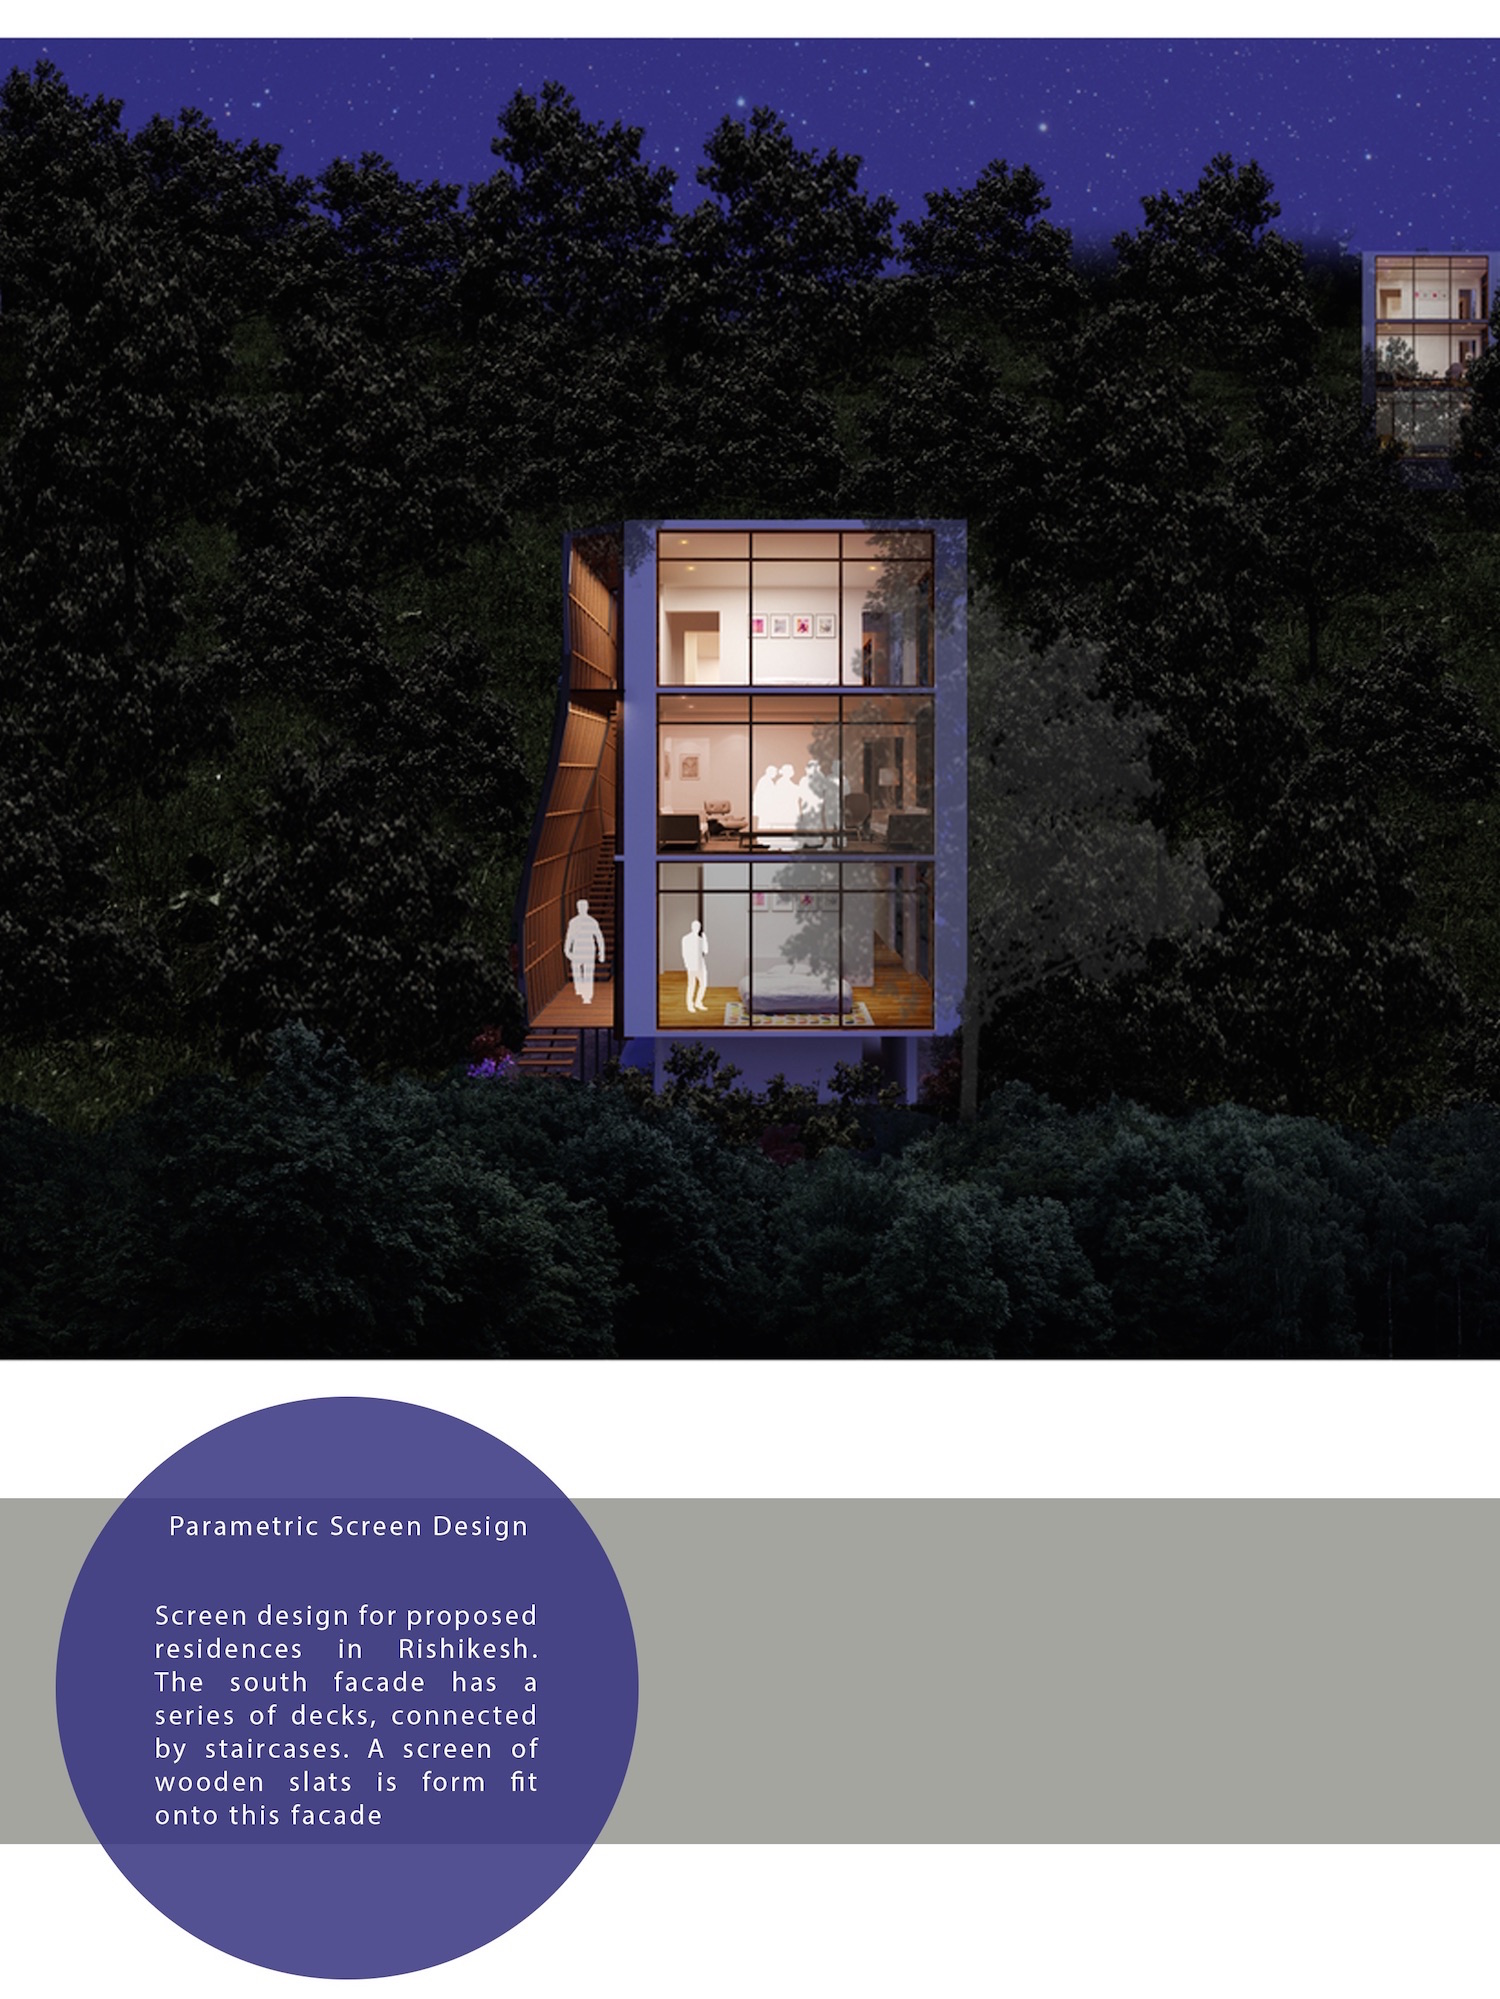 Parametric Screen Design
Screen design for proposed
residences in Rishikesh.
The south facade has a
series of decks, connected
by staircases. A screen of
wooden slats is form fit
onto this facade